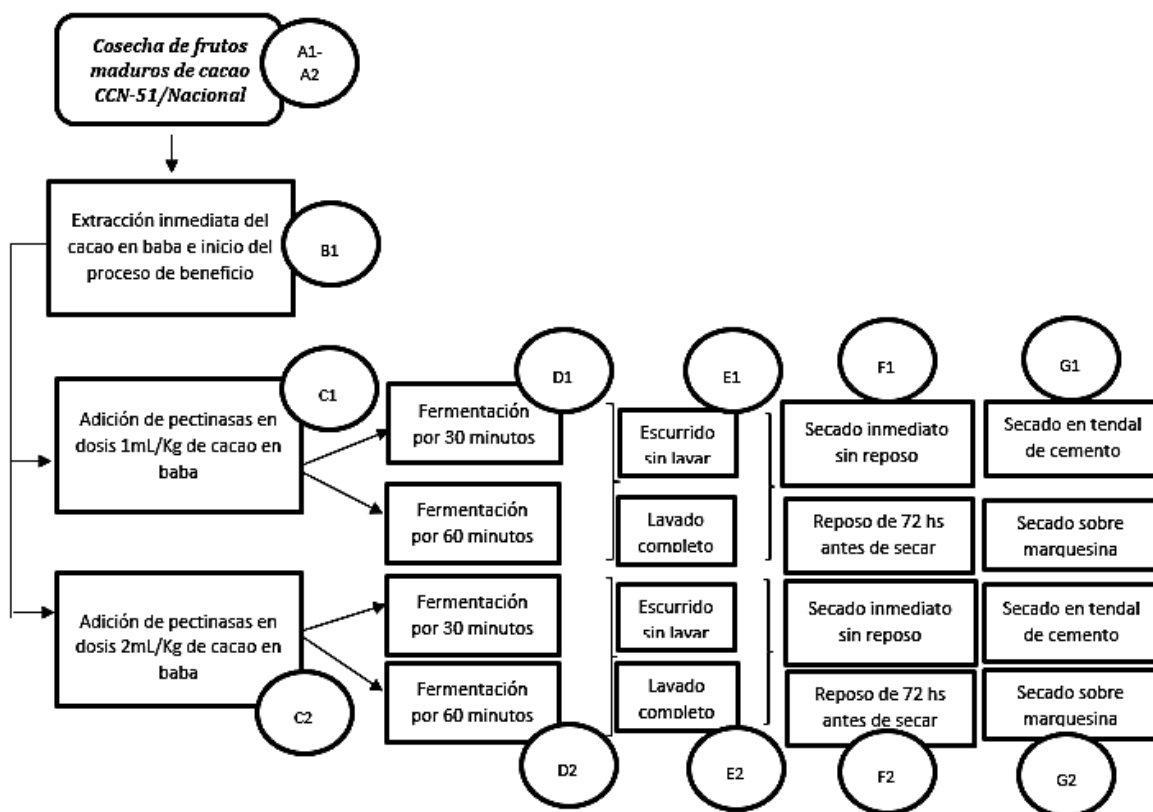 Cosecha de frutos
maduros de cacao
CCN-51/Nacional
A1-
A2
Extracción inmediata del
cacao en baba e inicio del
proceso de beneficio
B1
C1
Adición de pectinasas en
dosis 1mL/Kg de cacao en
baba
D1
Fermentación
por 30 minutos
Fermentación
por 60 minutos
E1
Escurrido
sin lavar
Lavado
completo
F1
Secado inmediato
sin reposo
Reposo de 72 hs
antes de secar
G1
Secado en tendal
de cemento
Secado sobre
marquesina
Adición de pectinasas en
dosis 2mL/Kg de cacao en
baba
C2
Fermentación
por 30 minutos
Fermentación
por 60 minutos
D2
Escurrido
sin lavar
Lavado
completo
E2
Secado inmediato
sin reposo
Reposo de 72 hs
antes de secar
F2
Secado en tendal
de cemento
Secado sobre
marquesina
G2